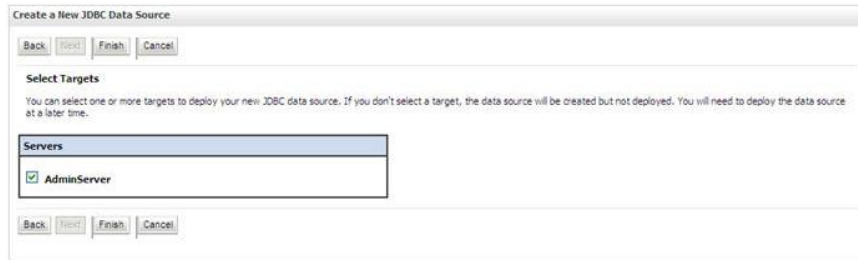 Create a New JDBC Data Source
Back Next Finish Cancel
Select Targets
You can select one or more targets to deploy your new JDBC data source. If you don't select a target, the data source will be created but not deployed. You will need to deploy the data source
at a later time.
Servers
AdminServer
Back Next Finish Cancel